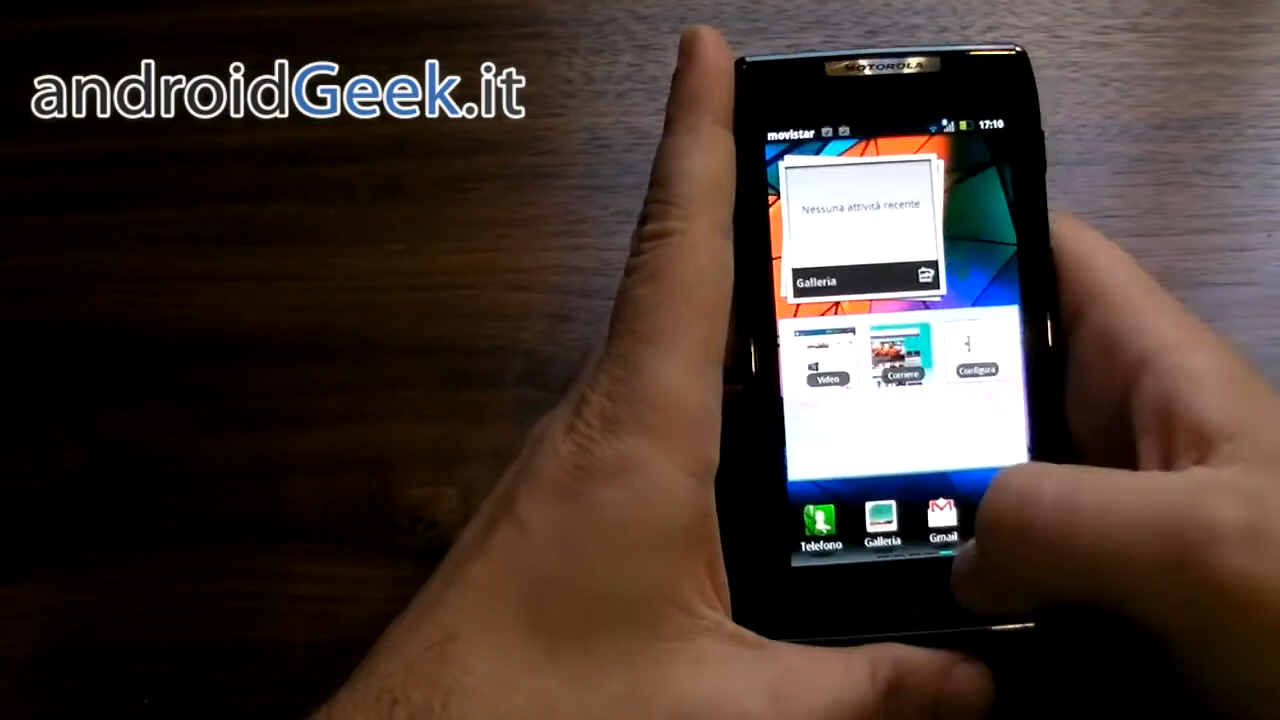 androidGeek.it
MOTOROLA
movistar
17:10
Nessuna attività recente
Galleria
Video
Corriere
Configura
Telefono
Galleria
Gmail